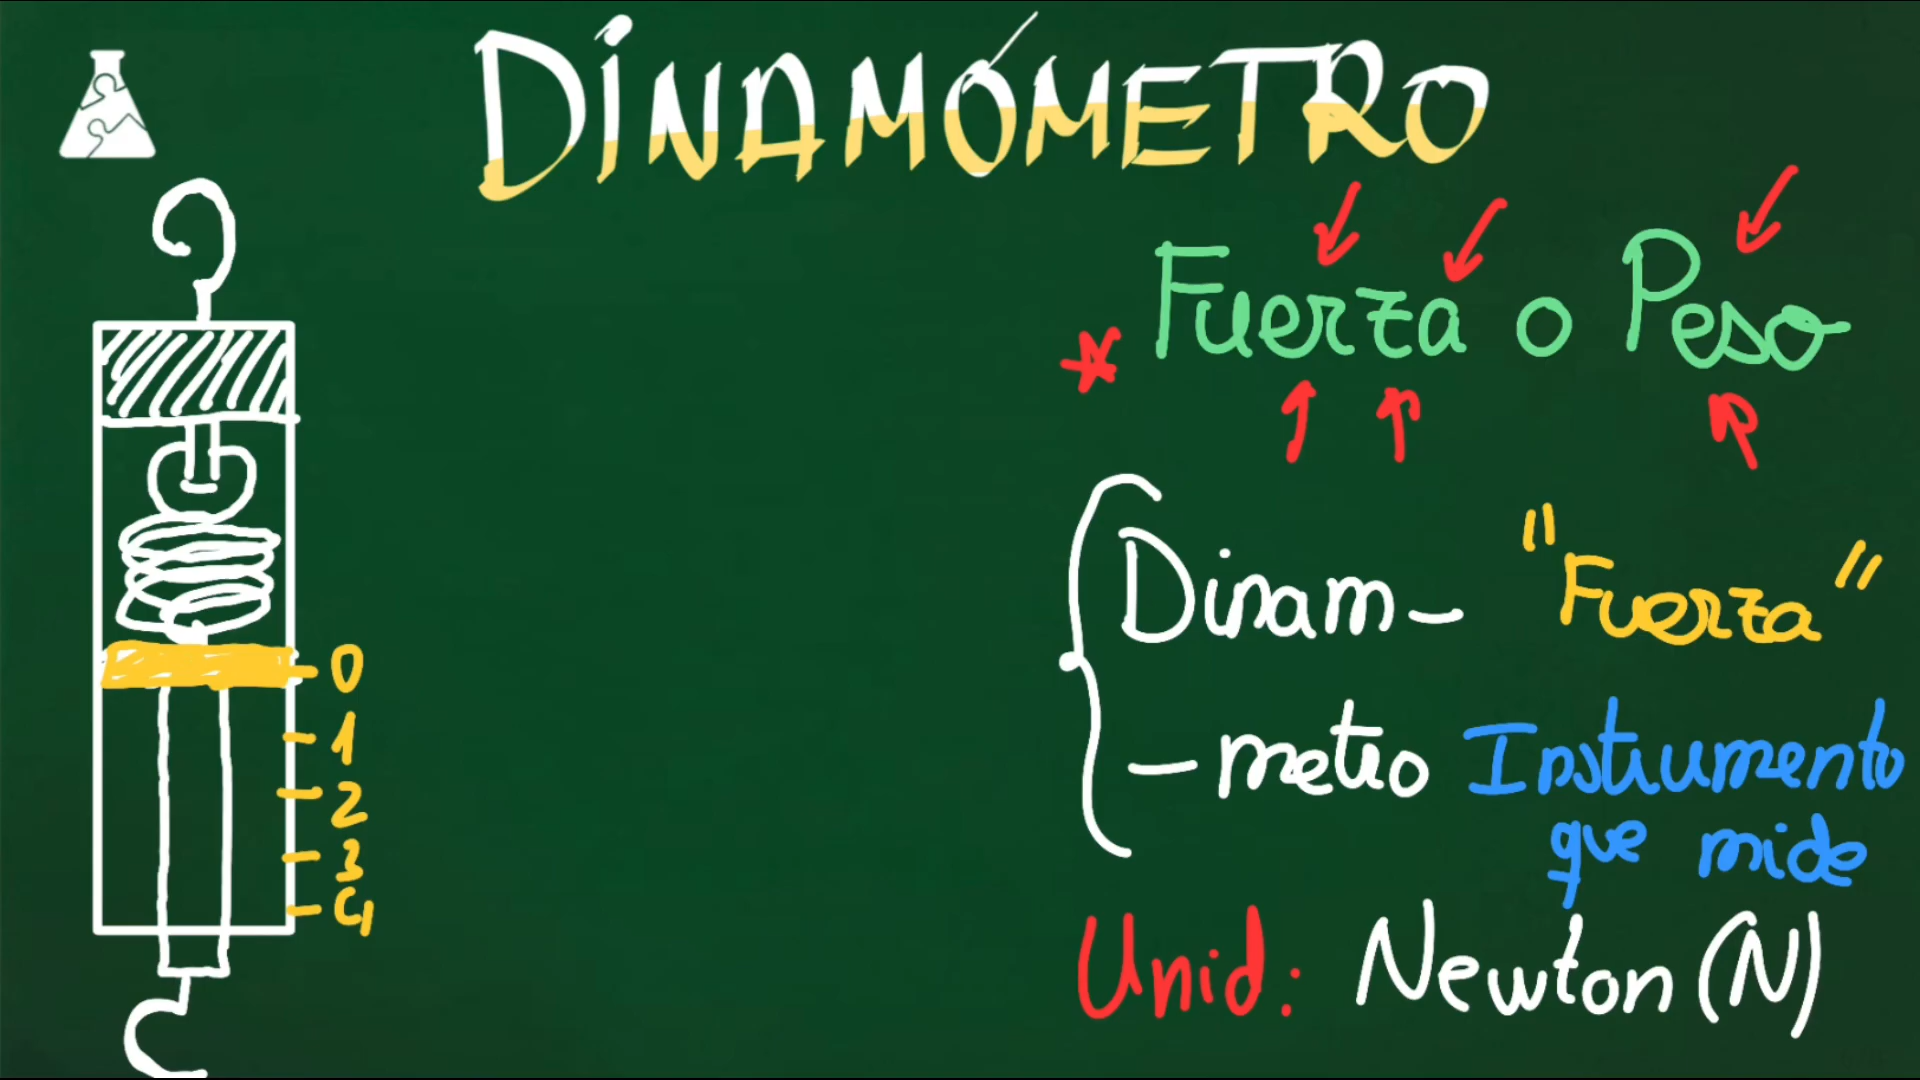 DINAMÓMETRO
* Fuerza o Peso
Dinam- "Fuerza"
-metro Instrumento
que mide
Unid: Newton (N)
0
1
2
3
4